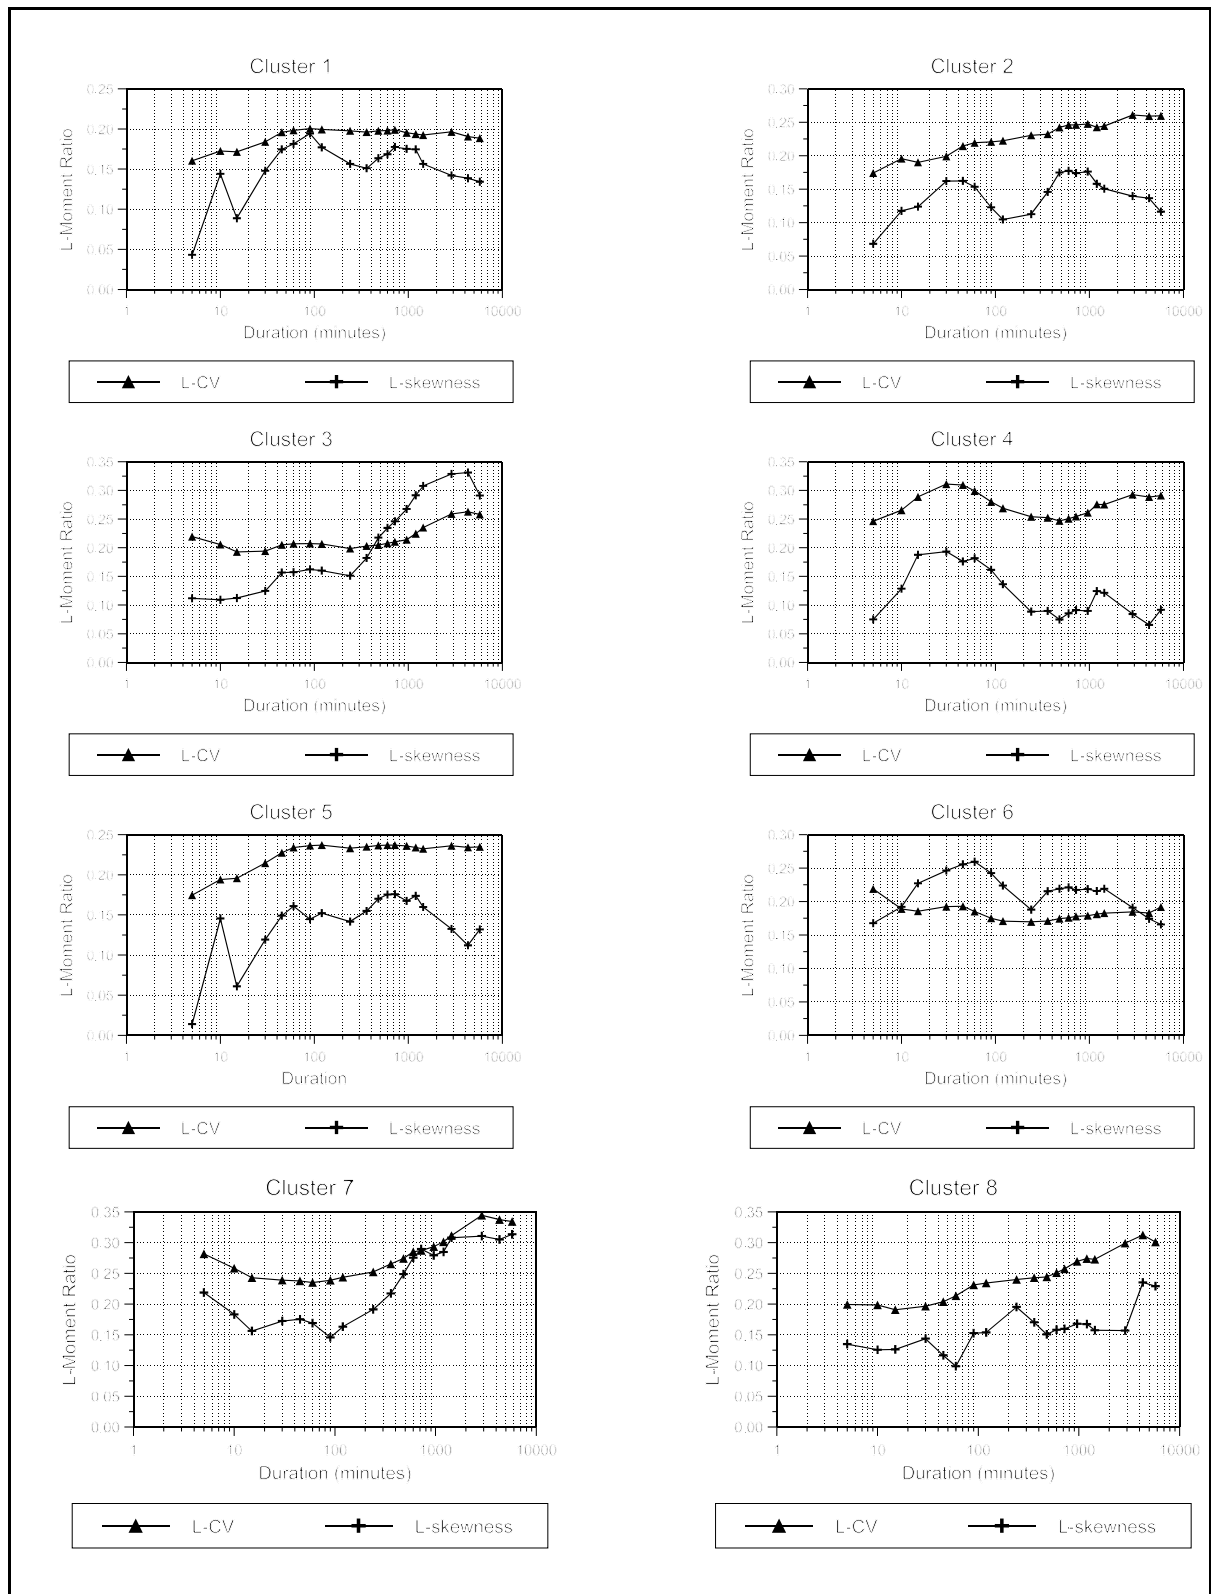 Cluster 1
0.25
0.20
0.15
0.10
0.05
0.00
L-Moment Ratio
1 10 100 1000 10000
Duration (minutes)
L-CV L-skewness
Cluster 2
0.30
0.25
0.20
0.15
0.10
0.05
0.00
L-Moment Ratio
1 10 100 1000 10000
Duration (minutes)
L-CV L-skewness
Cluster 3
0.35
0.30
0.25
0.20
0.15
0.10
0.05
0.00
L-Moment Ratio
1 10 100 1000 10000
Duration (minutes)
L-CV L-skewness
Cluster 4
0.35
0.30
0.25
0.20
0.15
0.10
0.05
0.00
L-Moment Ratio
1 10 100 1000 10000
Duration (minutes)
L-CV L-skewness
Cluster 5
0.25
0.20
0.15
0.10
0.05
0.00
L-Moment Ratio
1 10 100 1000 10000
Duration
L-CV L-skewness
Cluster 6
0.30
0.25
0.20
0.15
0.10
0.05
0.00
L-Moment Ratio
1 10 100 1000 10000
Duration (minutes)
L-CV L-skewness
Cluster 7
0.35
0.30
0.25
0.20
0.15
0.10
0.05
0.00
L-Moment Ratio
1 10 100 1000 10000
Duration (minutes)
L-CV L-skewness
Cluster 8
0.35
0.30
0.25
0.20
0.15
0.10
0.05
0.00
L-Moment Ratio
1 10 100 1000 10000
Duration (minutes)
L-CV L-skewness